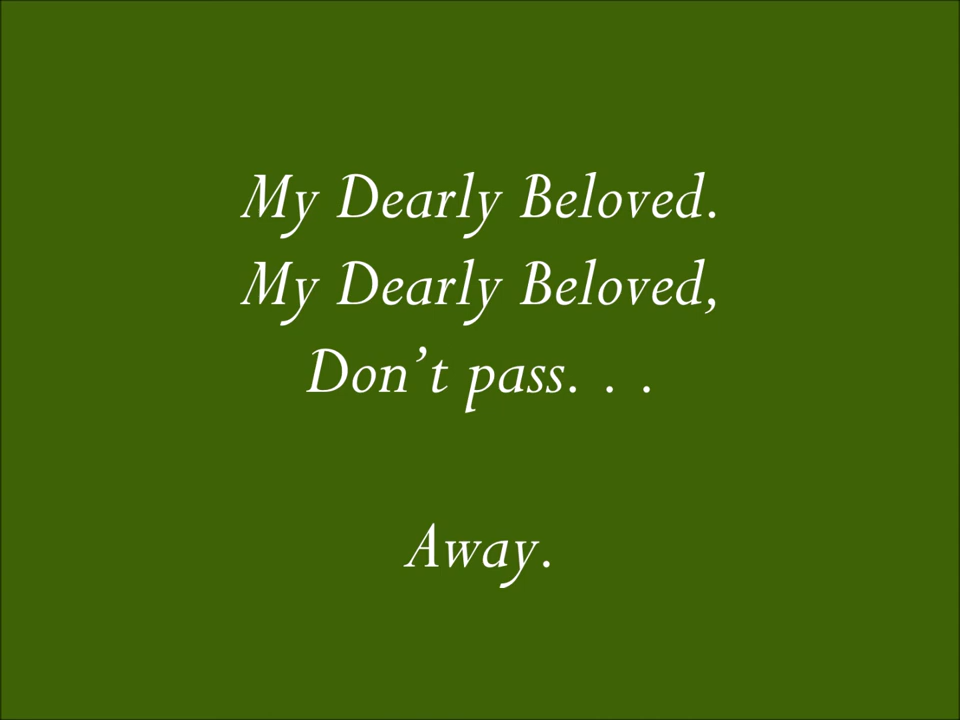 My Dearly Beloved.
My Dearly Beloved,
Don’t pass. . .
Away.